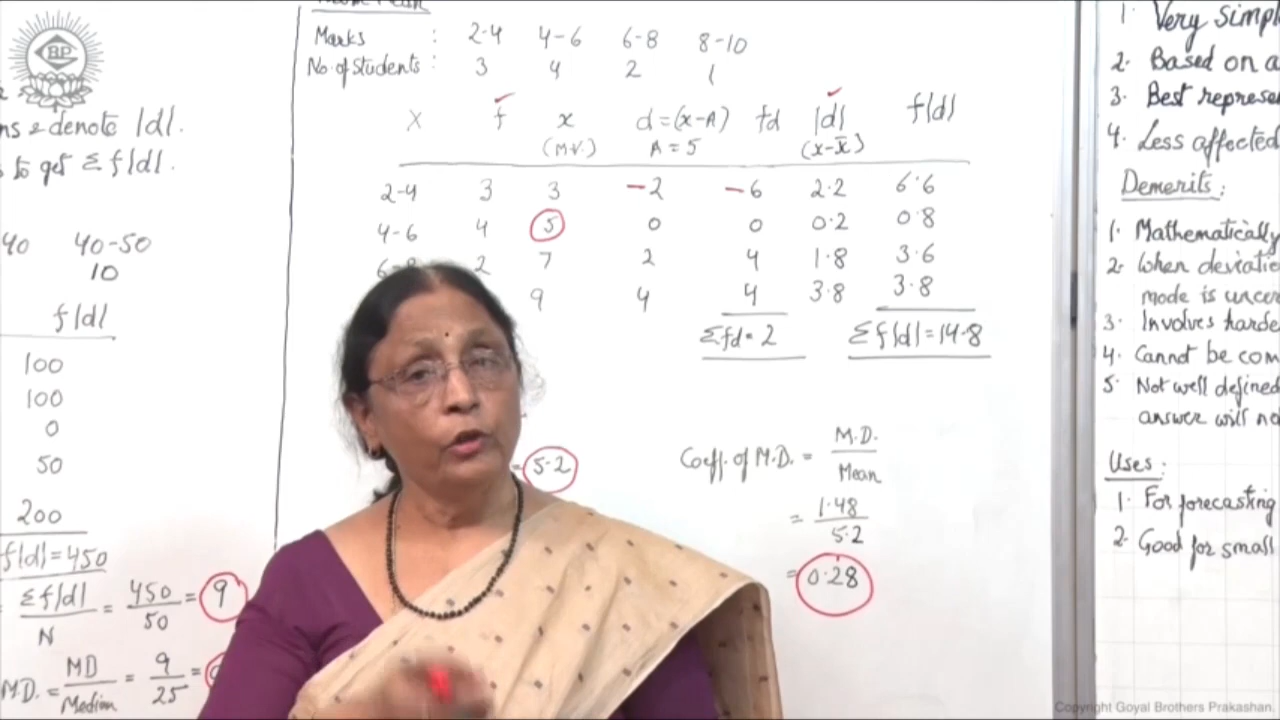 GBP
ns & denote |d|.
s to get Σf|d|.
40 40-50
10
f|d|
100
100
0
50
200
f|d| = 450
Σf|d| / N = 450 / 50 = 9
M.D. = MD / Median = 9 / 25 =
Marks : 2-4 4-6 6-8 8-10
No. of Students : 3 4 2 1
X f x d=(x-A) fd |d| f|d|
(M.V.) A=5 (x-x̄)
2-4 3 3 -2 -6 2.2 6.6
4-6 4 5 0 0 0.2 0.8
6-8 2 7 2 4 1.8 3.6
9 4 4 3.8 3.8
Σfd = 2 Σf|d| = 14.8
= 5.2
Coeff. of M.D. = M.D. / Mean
= 1.48 / 5.2
= 0.28
1. Very simpl
2. Based on a
3. Best represe
4. Less affected
Demerits :
1. Mathematically
2. When deviatio
mode is uncer
3. Involves harde
4. Cannot be com
5. Not well defined
answer will no
Uses :
1. For forecasting
2. Good for small
Copyright Goyal Brothers Prakashan.